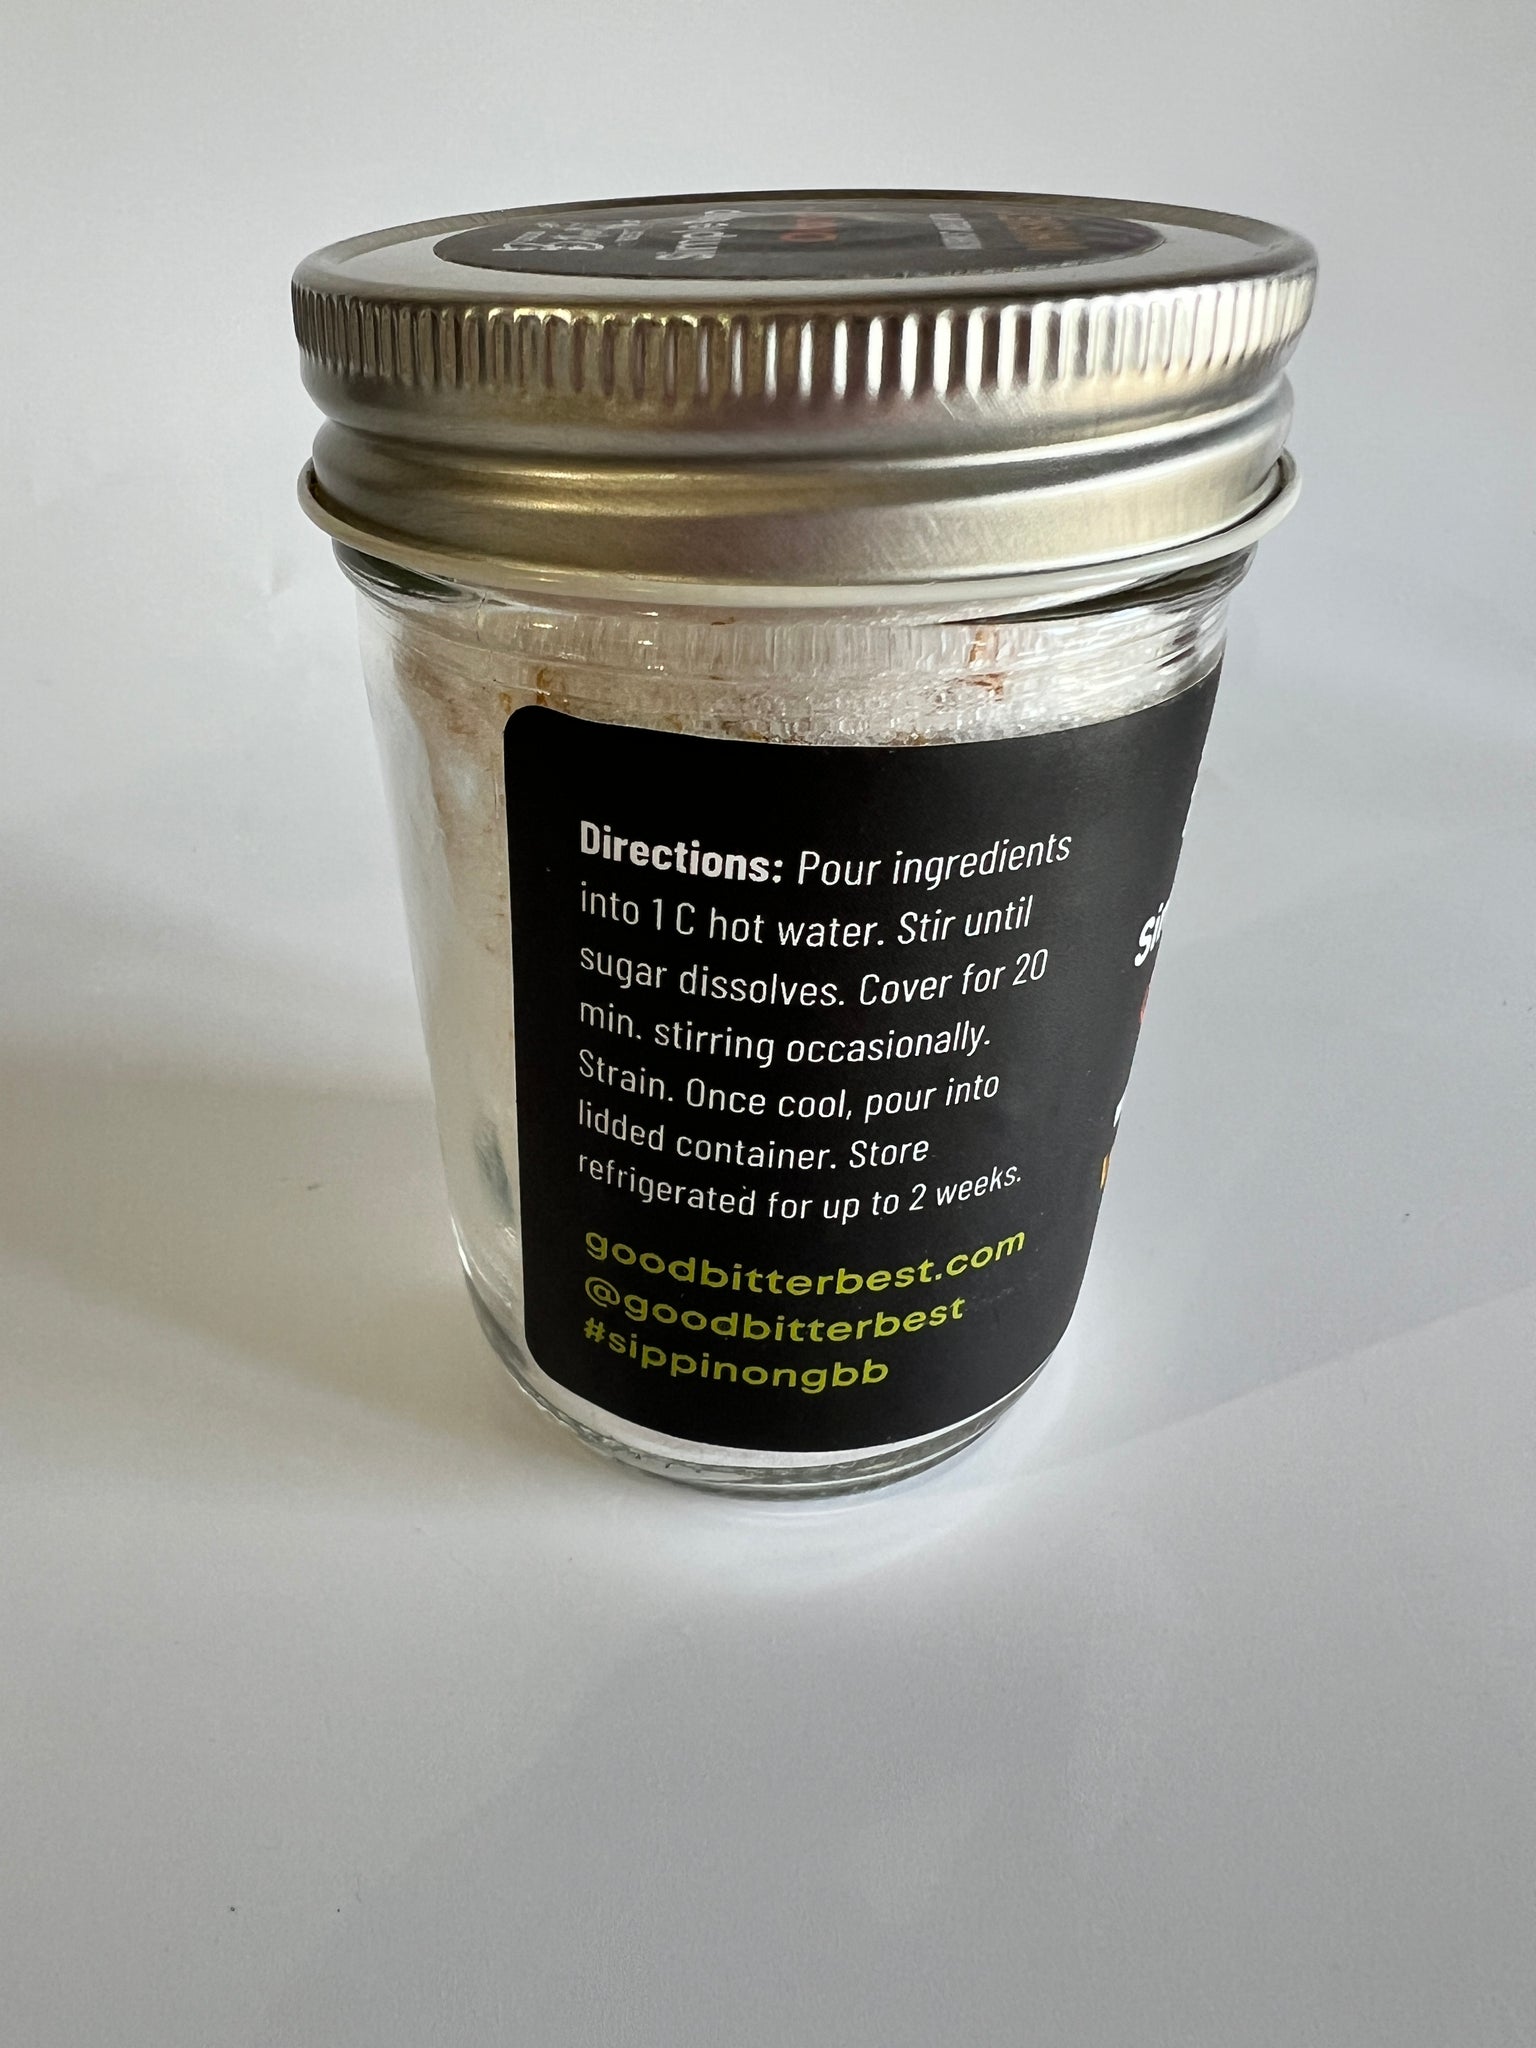 Directions: Pour ingredients
into 1 C hot water. Stir until
sugar dissolves. Cover for 20
min. stirring occasionally.
Strain. Once cool, pour into
lidded container. Store
refrigerated for up to 2 weeks.
goodbitterbest.com
@goodbitterbest
#sippinongbb